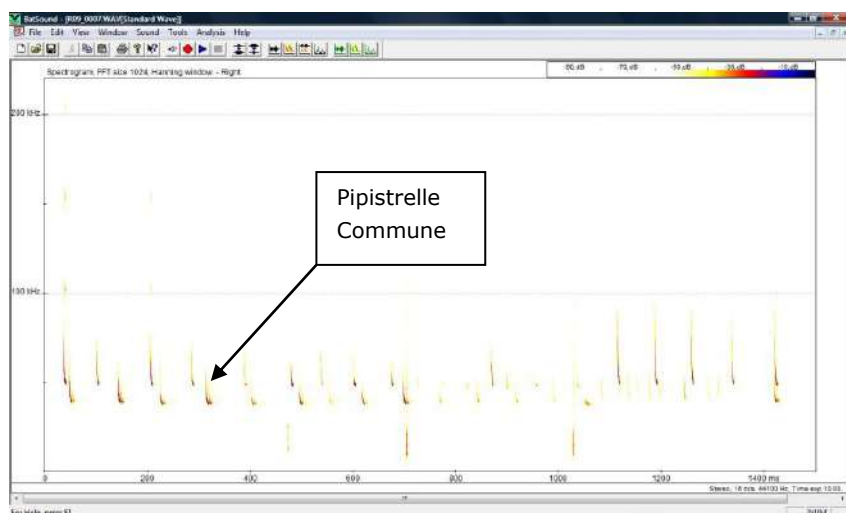 BatSound - [R09_0007.WAV(Standard Wave)]
File Edit View Window Sound Tools Analysis Help
Spectrogram, FFT size 1024, Hanning window - Right
200 kHz
Pipistrelle
Commune
100 kHz
0 200 400 600 800 1000 1200 1400 ms